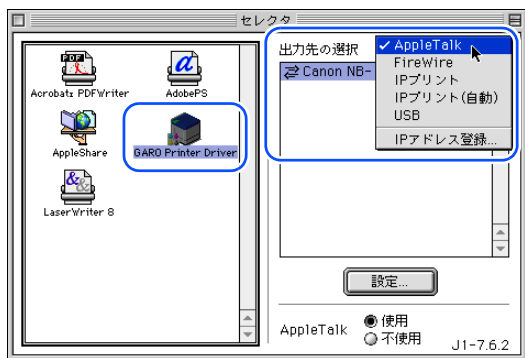 セレクタ
PDF
Acrobat™ PDFWriter
AdobePS
AppleShare
GARO Printer Driver
LaserWriter 8
出力先の選択
Canon NB-
AppleTalk
FireWire
IPプリント
IPプリント(自動)
USB
IPアドレス登録...
設定...
AppleTalk
使用
不使用
J1-7.6.2